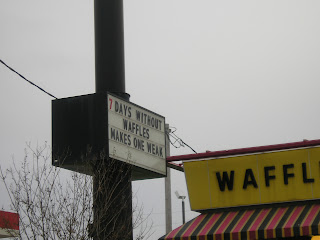 7 DAYS WITHOUT
WAFFLES
MAKES ONE WEAK
WAFFL